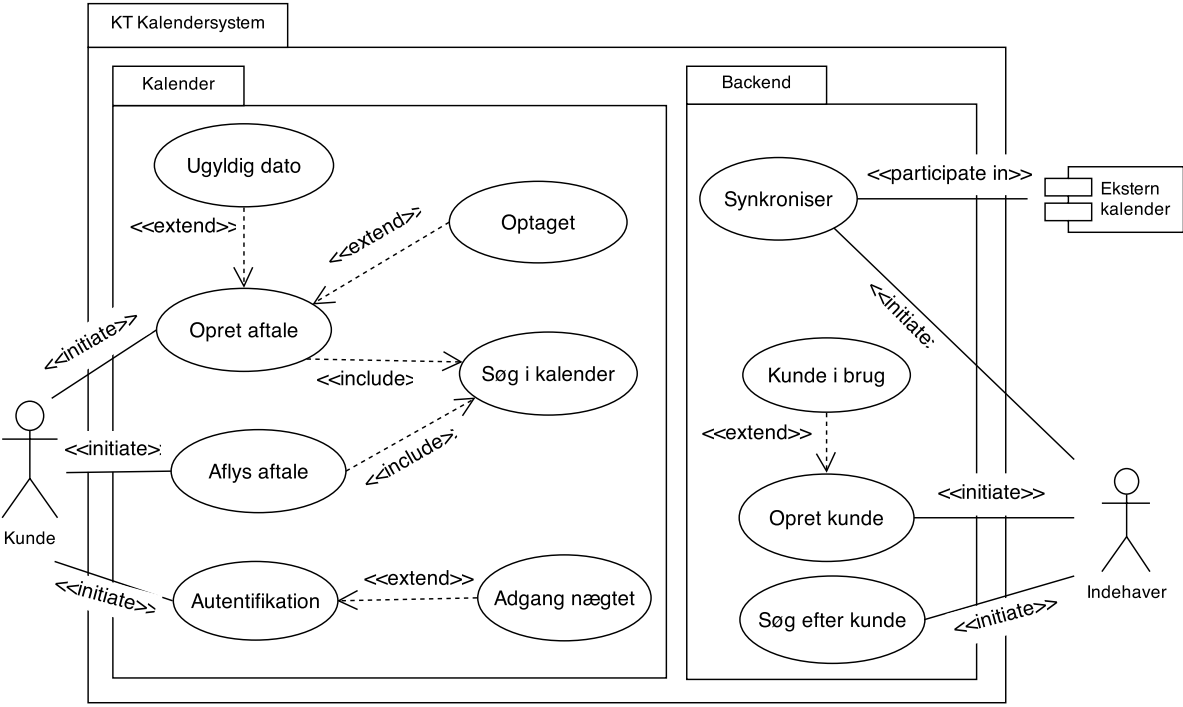 KT Kalendersystem
Kalender
Backend
Ugyldig dato
<<extend>>
Optaget
<<extend>>
Opret aftale
<<initiate>>
<<include>
Søg i kalender
<<initiate>
Aflys aftale
<<include>
Kunde
<<initiate>>
Autentifikation
<<extend>>
Adgang nægtet
Synkroniser
<<participate in>>
Ekstern
kalender
<<initiate:
Kunde i brug
<<extend>>
Opret kunde
<<initiate>>
Søg efter kunde
<<initiate>>
Indehaver